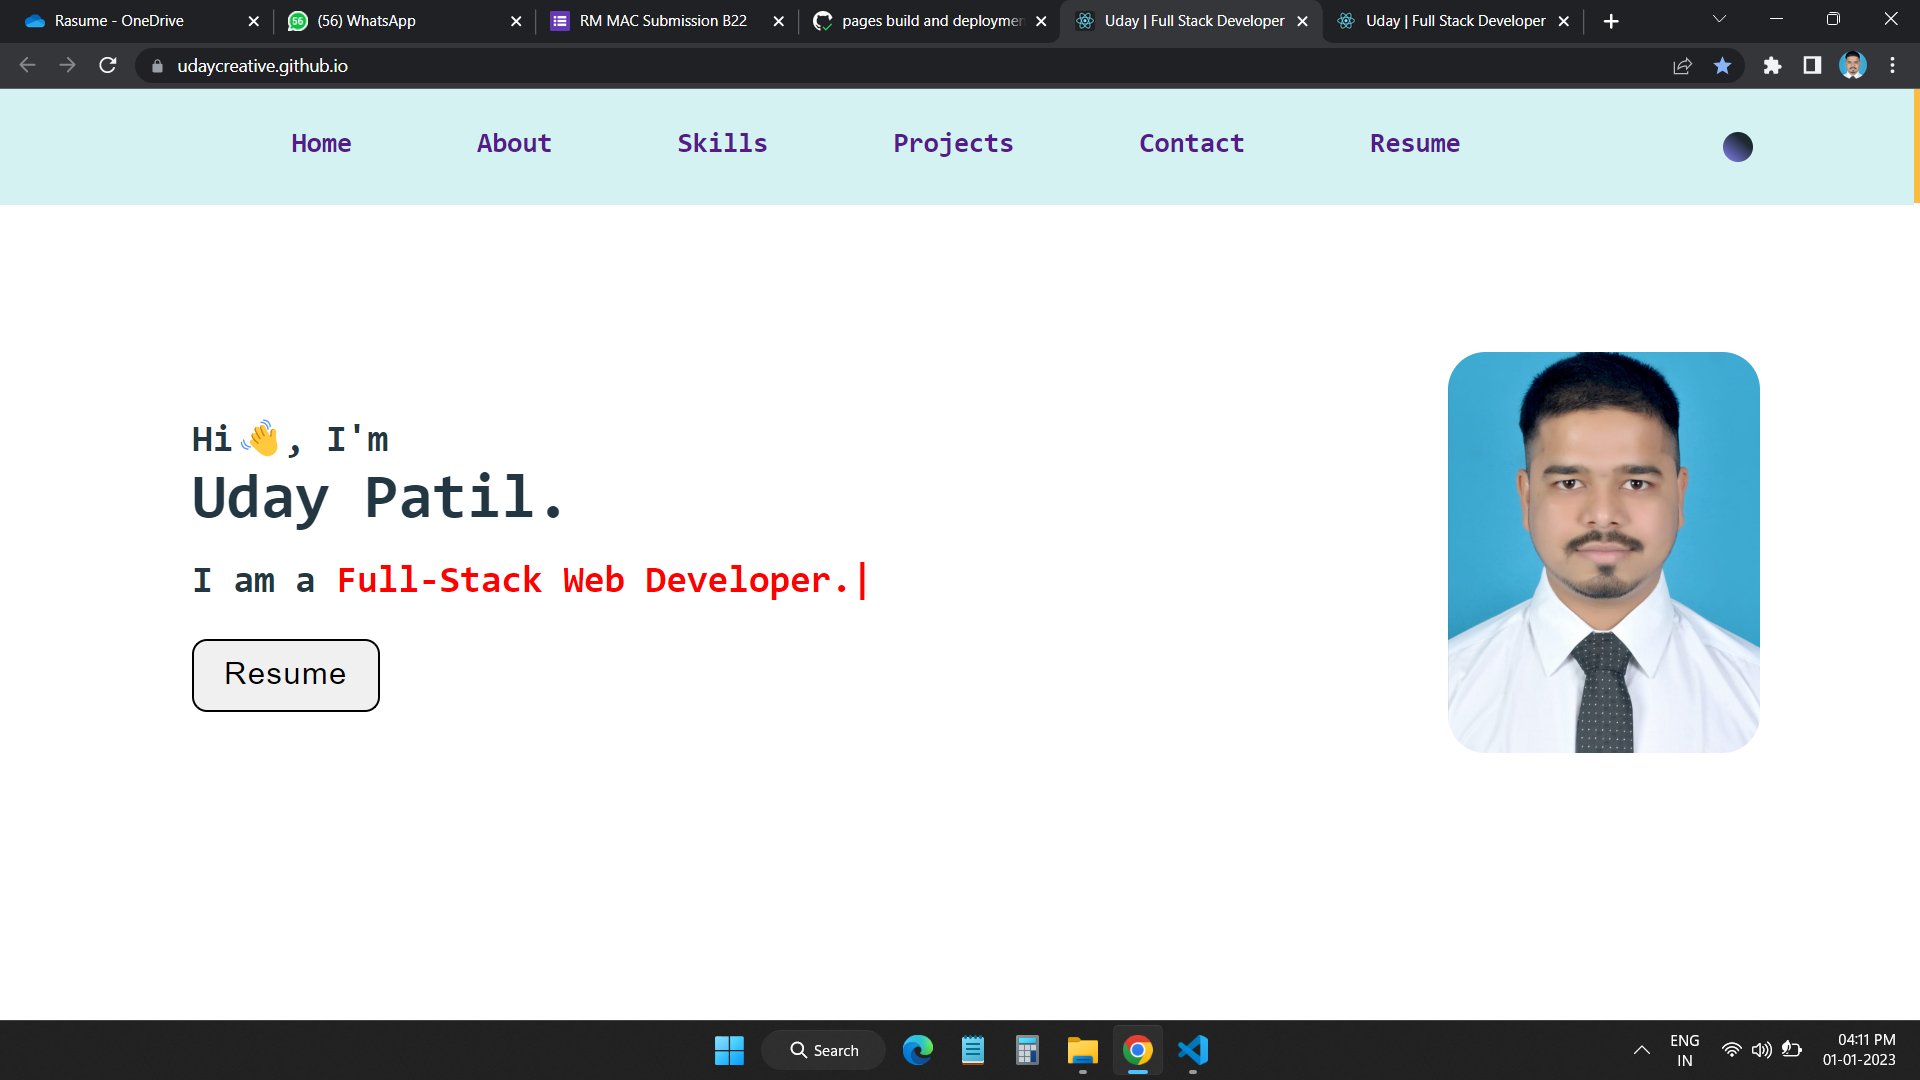 Rasume - OneDrive
56
(56) WhatsApp
RM MAC Submission B22
pages build and deploymen
Uday | Full Stack Developer
Uday | Full Stack Developer
udaycreative.github.io
Home
About
Skills
Projects
Contact
Resume
Hi👋, I'm
Uday Patil.
I am a Full-Stack Web Developer.|
Resume
Search
ENG
IN
04:11 PM
01-01-2023